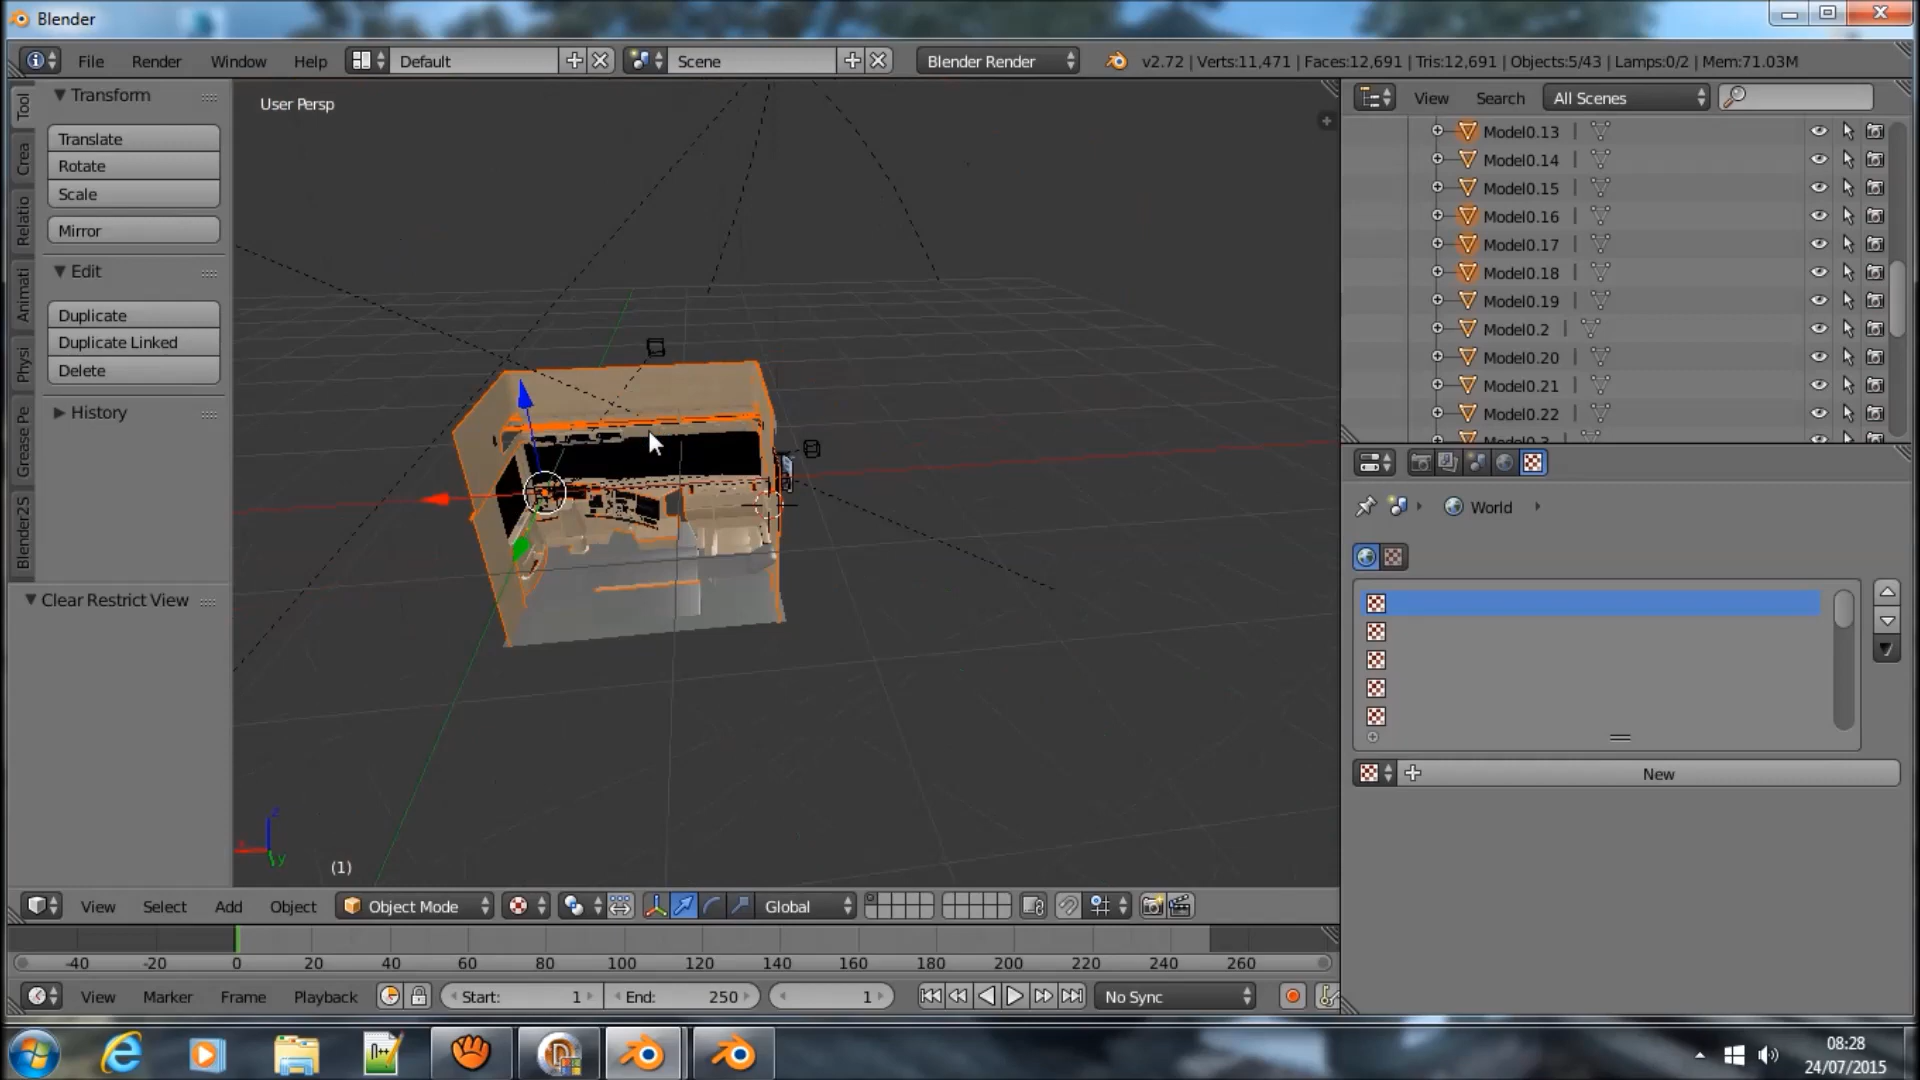 Blender
File Render Window Help Default Scene Blender Render v2.72 | Verts:11,471 | Faces:12,691 | Tris:12,691 | Objects:5/43 | Lamps:0/2 | Mem:71.03M
Tool
Crea
Relatio
Animati
Physi
Grease Pe
Blender2S
Transform
Translate
Rotate
Scale
Mirror
Edit
Duplicate
Duplicate Linked
Delete
History
Clear Restrict View
User Persp
z
y
(1)
View Select Add Object Object Mode Global
-40 -20 0 20 40 60 80 100 120 140 160 180 200 220 240 260
View Marker Frame Playback Start: 1 End: 250 1 No Sync
View Search All Scenes
Model0.13
Model0.14
Model0.15
Model0.16
Model0.17
Model0.18
Model0.19
Model0.2
Model0.20
Model0.21
Model0.22
Model0.3
World
New
08:28
24/07/2015